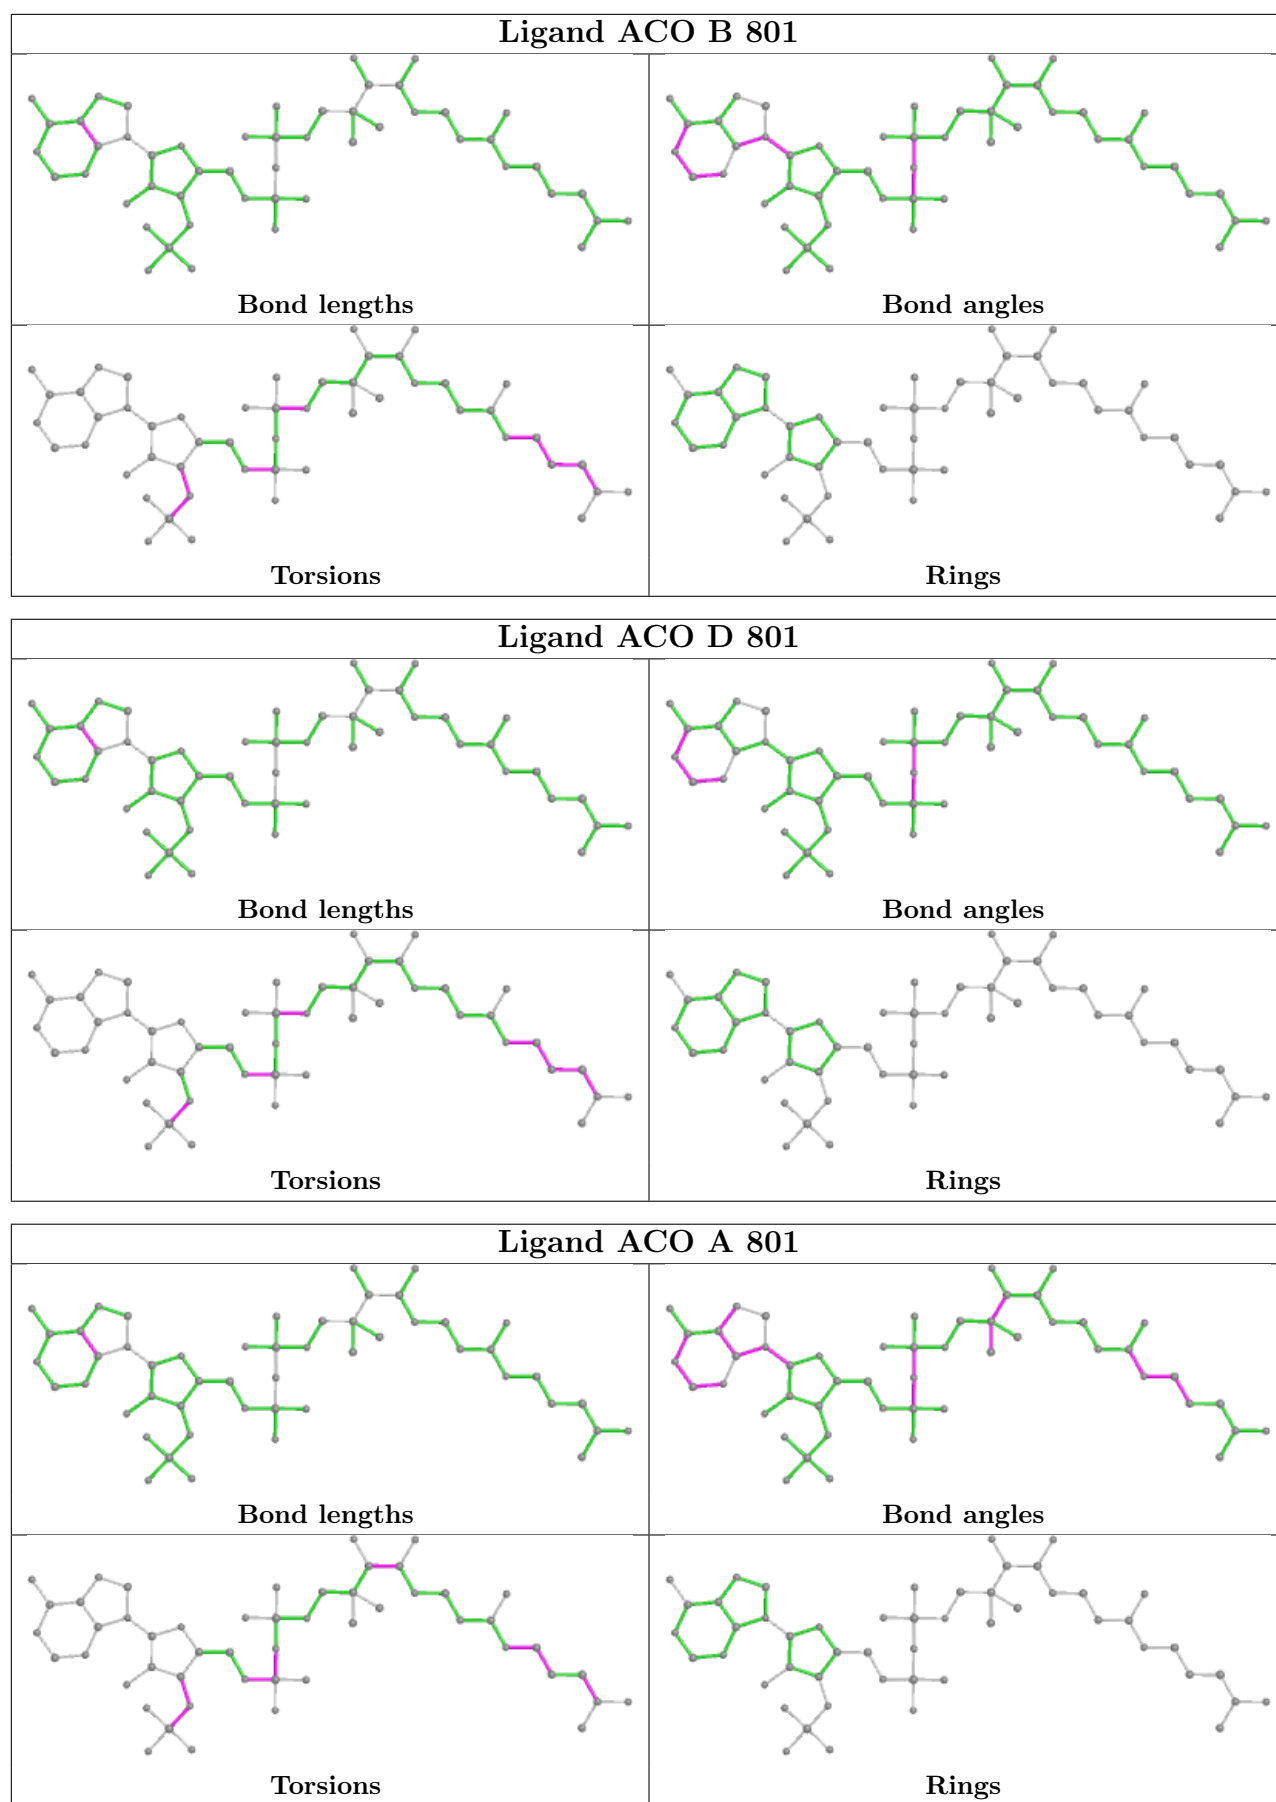 Ligand ACO B 801
Bond lengths
Bond angles
Torsions
Rings
Ligand ACO D 801
Bond lengths
Bond angles
Torsions
Rings
Ligand ACO A 801
Bond lengths
Bond angles
Torsions
Rings